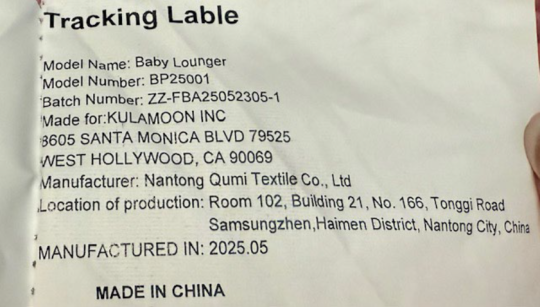 Tracking Lable
Model Name: Baby Lounger
Model Number: BP25001
Batch Number: ZZ-FBA25052305-1
Made for:KULAMOON INC
8605 SANTA MONICA BLVD 79525
WEST HOLLYWOOD, CA 90069
Manufacturer: Nantong Qumi Textile Co., Ltd
Location of production: Room 102, Building 21, No. 166, Tonggi Road
Samsungzhen,Haimen District, Nantong City, China
MANUFACTURED IN: 2025.05
MADE IN CHINA